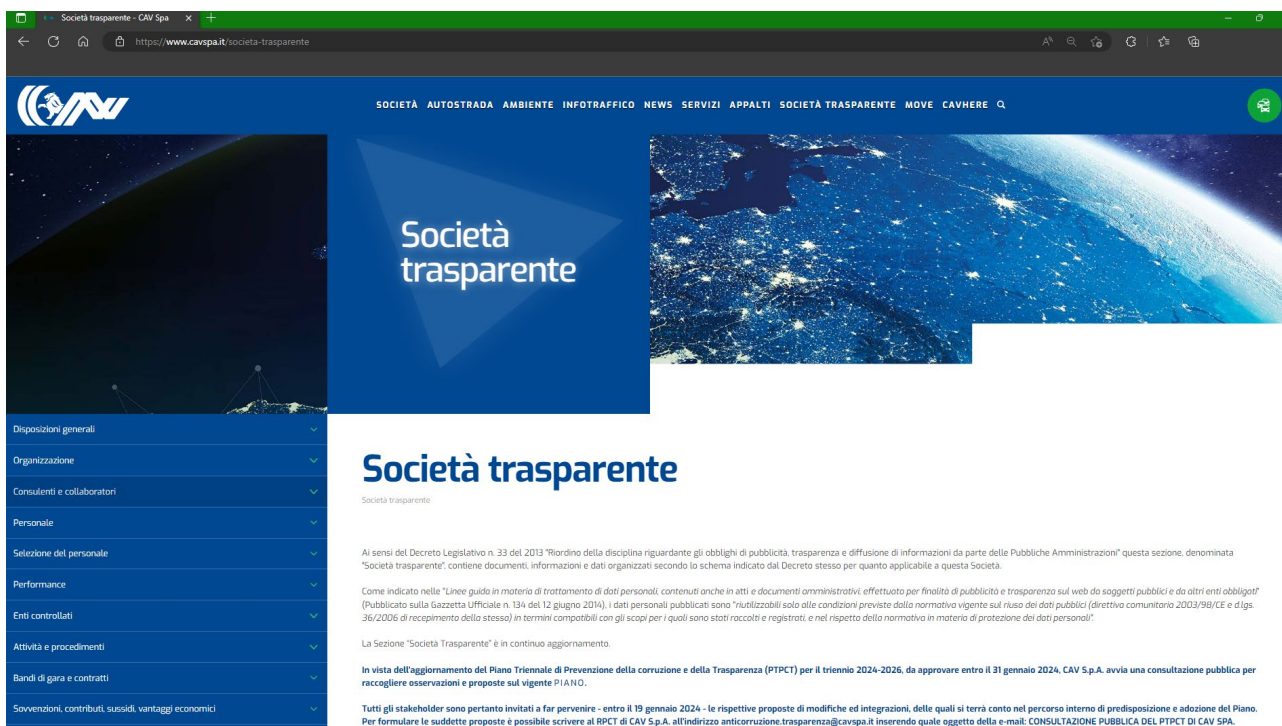 Società trasparente - CAV Spa
https://www.cavspa.it/societa-trasparente
CAV
SOCIETÀ AUTOSTRADA AMBIENTE INFOTRAFFICO NEWS SERVIZI APPALTI SOCIETÀ TRASPARENTE MOVE CAVHERE
Società
trasparente
Disposizioni generali
Organizzazione
Consulenti e collaboratori
Personale
Selezione del personale
Performance
Enti controllati
Attività e procedimenti
Bandi di gara e contratti
Sovvenzioni, contributi, sussidi, vantaggi economici
Società trasparente
Società trasparente
Ai sensi del Decreto Legislativo n. 33 del 2013 "Riordino della disciplina riguardante gli obblighi di pubblicità, trasparenza e diffusione di informazioni da parte delle Pubbliche Amministrazioni" questa sezione, denominata
"Società trasparente", contiene documenti, informazioni e dati organizzati secondo lo schema indicato dal Decreto stesso per quanto applicabile a questa Società.
Come indicato nelle "Linee guida in materia di trattamento di dati personali, contenuti anche in atti e documenti amministrativi, effettuato per finalità di pubblicità e trasparenza sul web da soggetti pubblici e da altri enti obbligati"
(Pubblicato sulla Gazzetta Ufficiale n. 134 del 12 giugno 2014), i dati personali pubblicati sono "riutilizzabili solo alle condizioni previste dalla normativa vigente sul riuso dei dati pubblici (direttiva comunitaria 2003/98/CE e d.lgs.
36/2006 di recepimento della stessa) in termini compatibili con gli scopi per i quali sono stati raccolti e registrati, e nel rispetto della normativa in materia di protezione dei dati personali".
La Sezione "Società Trasparente" è in continuo aggiornamento.
In vista dell'aggiornamento del Piano Triennale di Prevenzione della corruzione e della Trasparenza (PTPCT) per il triennio 2024-2026, da approvare entro il 31 gennaio 2024, CAV S.p.A. avvia una consultazione pubblica per
raccogliere osservazioni e proposte sul vigente PIANO.
Tutti gli stakeholder sono pertanto invitati a far pervenire - entro il 19 gennaio 2024 - le rispettive proposte di modifiche ed integrazioni, delle quali si terrà conto nel percorso interno di predisposizione e adozione del Piano.
Per formulare le suddette proposte è possibile scrivere al RPCT di CAV S.p.A. all'indirizzo anticorruzione.trasparenza@cavspa.it inserendo quale oggetto della e-mail: CONSULTAZIONE PUBBLICA DEL PTPCT DI CAV SPA.